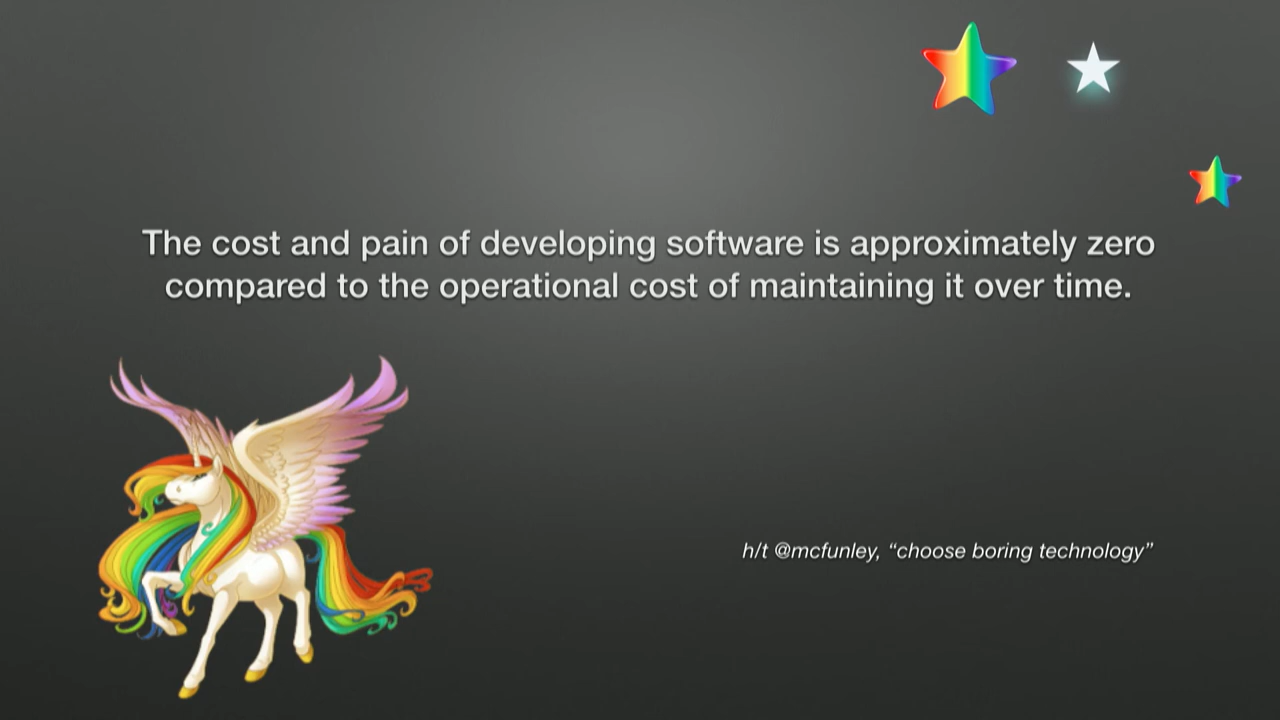 The cost and pain of developing software is approximately zero
compared to the operational cost of maintaining it over time.
h/t @mcfunley, “choose boring technology”